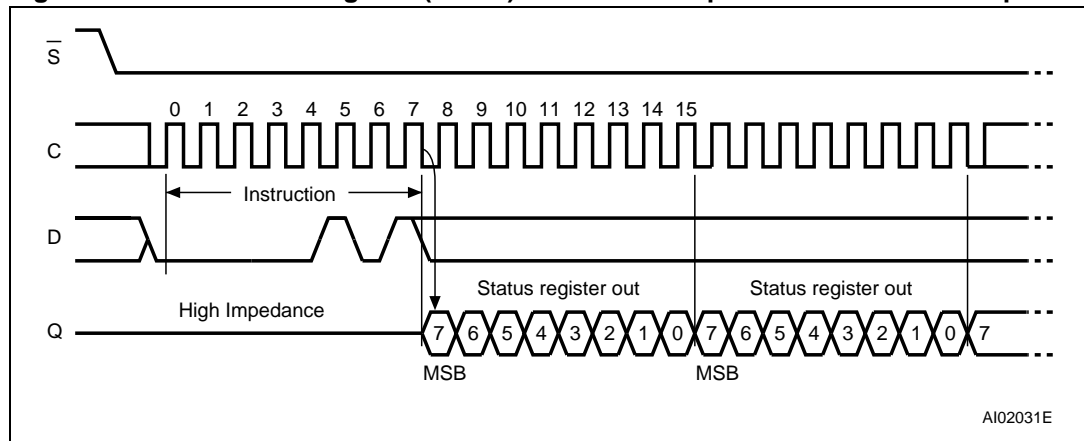 S
0 1 2 3 4 5 6 7 8 9 10 11 12 13 14 15
C
Instruction
D
Status register out Status register out
High Impedance
Q 7 6 5 4 3 2 1 0 7 6 5 4 3 2 1 0 7
MSB MSB
AI02031E